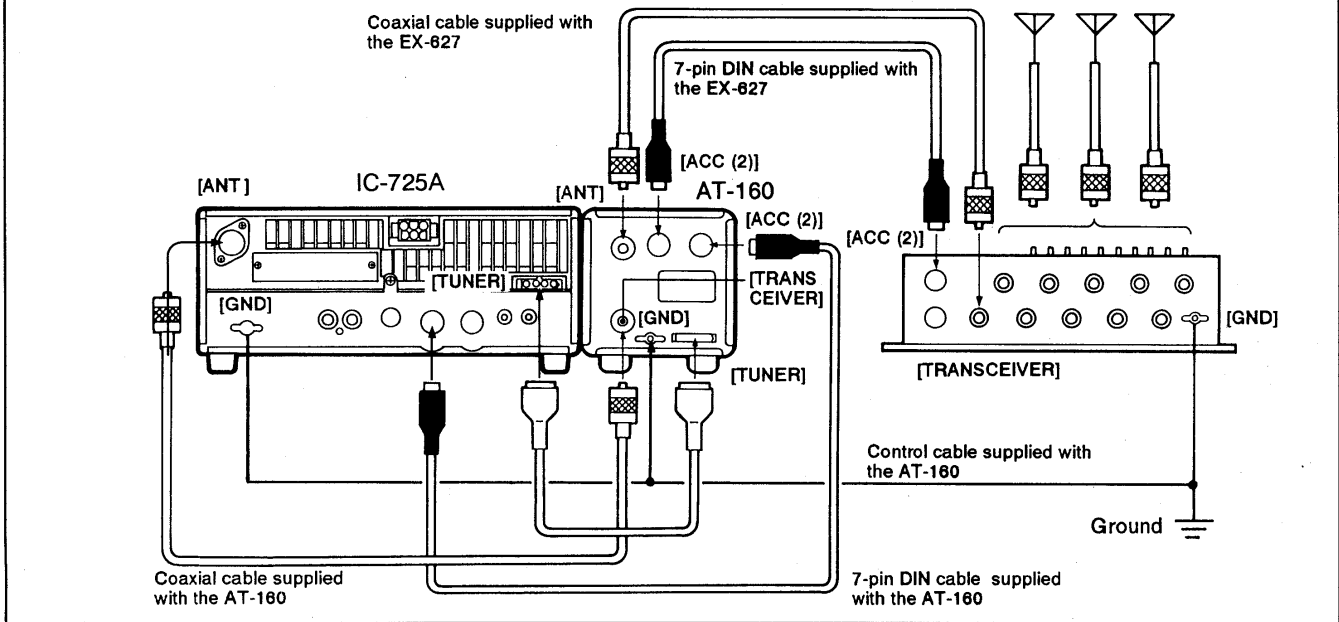 Coaxial cable supplied with
the EX-627
7-pin DIN cable supplied with
the EX-627
[ACC (2)]
[ANT]
IC-725A
[ANT]
AT-160
[ACC (2)]
[ACC (2)]
[TUNER]
[TRANS
CEIVER]
[GND]
[GND]
[GND]
[TUNER]
[TRANSCEIVER]
Control cable supplied with
the AT-160
Ground
Coaxial cable supplied
with the AT-160
7-pin DIN cable supplied
with the AT-160